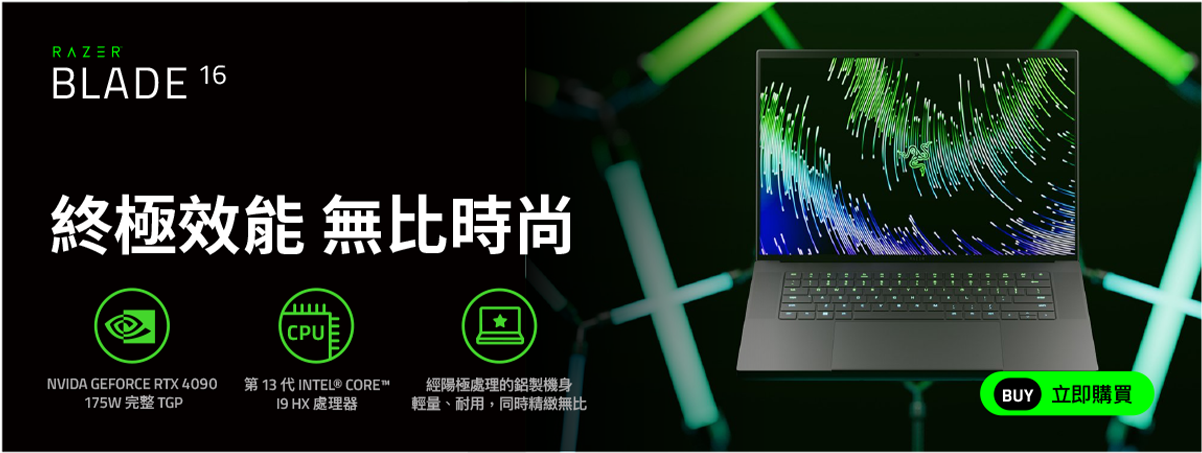 RAZER
BLADE 16
終極效能 無比時尚
CPU
NVIDIA GEFORCE RTX 4090
175W 完整 TGP
第 13 代 INTEL® CORE™
I9 HX 處理器
經陽極處理的鋁製機身
輕量、耐用，同時精緻無比
BUY 立即購買